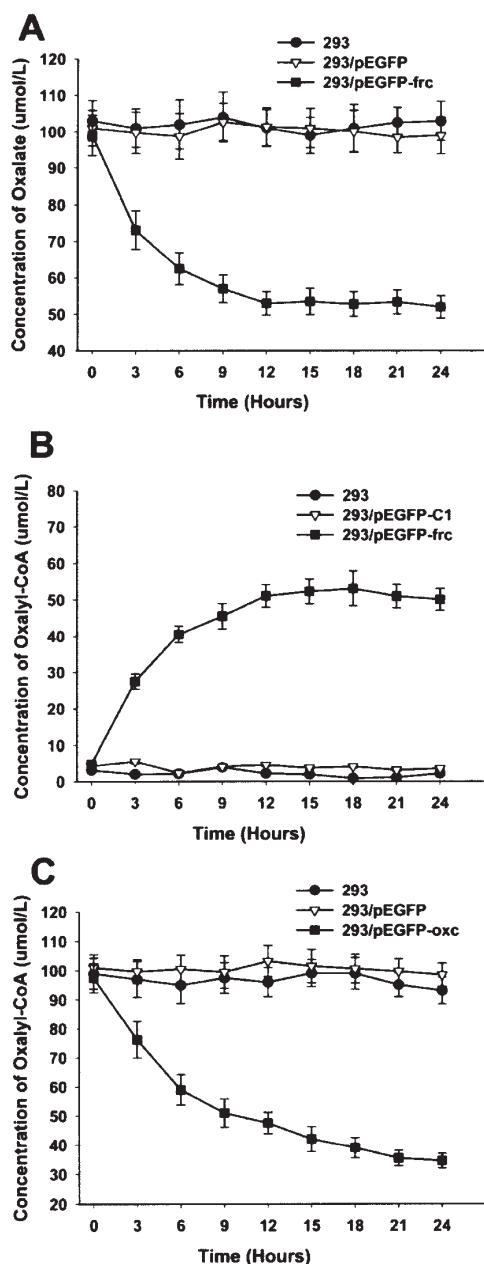 A
293
293/pEGFP
293/pEGFP-frc
Concentration of Oxalate (umol/L)
120
110
100
90
80
70
60
50
40
0 3 6 9 12 15 18 21 24
Time (Hours)
B
293
293/pEGFP-C1
293/pEGFP-frc
Concentration of Oxalyl-CoA (umol/L)
80
70
60
50
40
30
20
10
0
0 3 6 9 12 15 18 21 24
Time (Hours)
C
293
293/pEGFP
293/pEGFP-oxc
Concentration of Oxalyl-CoA (umol/L)
120
110
100
90
80
70
60
50
40
30
20
0 3 6 9 12 15 18 21 24
Time (Hours)